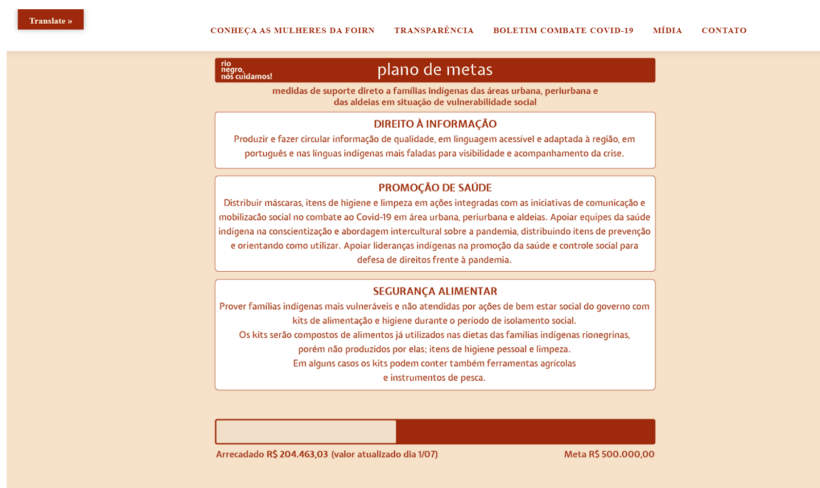 Translate »
CONHEÇA AS MULHERES DA FOIRN TRANSPARÊNCIA BOLETIM COMBATE COVID-19 MÍDIA CONTATO
rio
negro,
nós cuidamos!
plano de metas
medidas de suporte direto a famílias indígenas das áreas urbana, periurbana e
das aldeias em situação de vulnerabilidade social
DIREITO À INFORMAÇÃO
Produzir e fazer circular informação de qualidade, em linguagem acessível e adaptada à região, em
português e nas línguas indígenas mais faladas para visibilidade e acompanhamento da crise.
PROMOÇÃO DE SAÚDE
Distribuir máscaras, itens de higiene e limpeza em ações integradas com as iniciativas de comunicação e
mobilização social no combate ao Covid-19 em área urbana, periurbana e aldeias. Apoiar equipes da saúde
indígena na conscientização e abordagem intercultural sobre a pandemia, distribuindo itens de prevenção
e orientando como utilizar. Apoiar lideranças indígenas na promoção da saúde e controle social para
defesa de direitos frente à pandemia.
SEGURANÇA ALIMENTAR
Prover famílias indígenas mais vulneráveis e não atendidas por ações de bem estar social do governo com
kits de alimentação e higiene durante o período de isolamento social.
Os kits serão compostos de alimentos já utilizados nas dietas das famílias indígenas rionegrinas,
porém não produzidos por elas; itens de higiene pessoal e limpeza.
Em alguns casos os kits podem conter também ferramentas agrícolas
e instrumentos de pesca.
Arrecadado R$ 204.463,03 (valor atualizado dia 1/07) Meta R$ 500.000,00